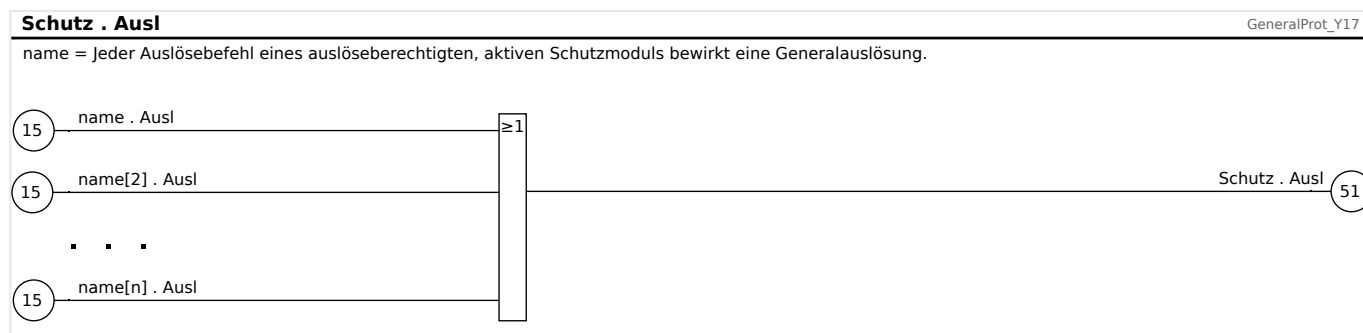 Schutz . Ausl
GeneralProt_Y17
name = Jeder Auslösebefehl eines auslöseberechtigten, aktiven Schutzmoduls bewirkt eine Generalauslösung.
name . Ausl
15
≥1
name[2] . Ausl
15
Schutz . Ausl
51
. . .
name[n] . Ausl
15